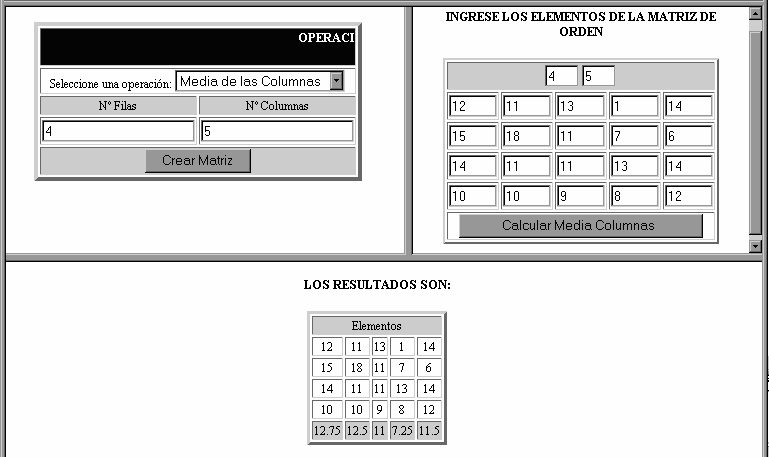 OPERACI
Seleccione una operación: Media de las Columnas
Nº Filas Nº Columnas
4 5
Crear Matriz
INGRESE LOS ELEMENTOS DE LA MATRIZ DE
ORDEN
4 5
12 11 13 1 14
15 18 11 7 6
14 11 11 13 14
10 10 9 8 12
Calcular Media Columnas
LOS RESULTADOS SON:
Elementos
12 11 13 1 14
15 18 11 7 6
14 11 11 13 14
10 10 9 8 12
12.75 12.5 11 7.25 11.5